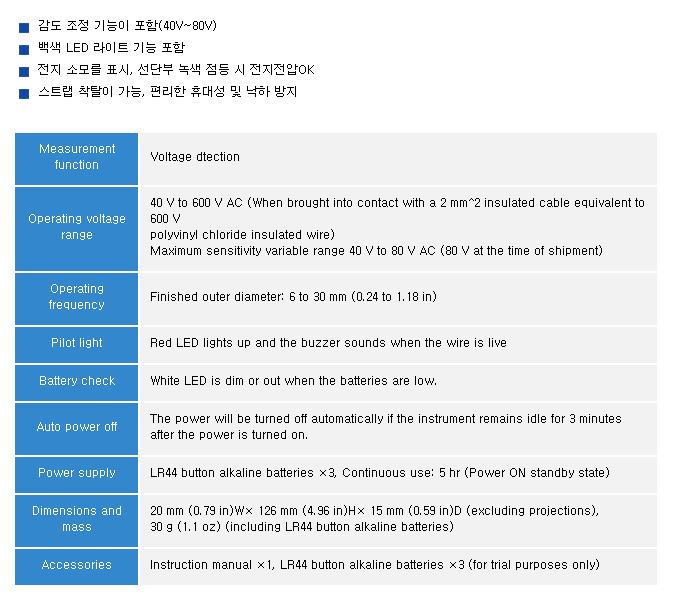 감도 조정 기능이 포함(40V~80V)
백색 LED 라이트 기능 포함
전지 소모를 표시, 선단부 녹색 점등 시 전지전압OK
스트랩 착탈이 가능, 편리한 휴대성 및 낙하 방지
Measurement
function
Voltage dtection
Operating voltage
range
40 V to 600 V AC (When brought into contact with a 2 mm^2 insulated cable equivalent to
600 V
polyvinyl chloride insulated wire)
Maximum sensitivity variable range 40 V to 80 V AC (80 V at the time of shipment)
Operating
frequency
Finished outer diameter: 6 to 30 mm (0.24 to 1.18 in)
Pilot light
Red LED lights up and the buzzer sounds when the wire is live
Battery check
White LED is dim or out when the batteries are low.
Auto power off
The power will be turned off automatically if the instrument remains idle for 3 minutes
after the power is turned on.
Power supply
LR44 button alkaline batteries ×3, Continuous use: 5 hr (Power ON standby state)
Dimensions and
mass
20 mm (0.79 in)W× 126 mm (4.96 in)H× 15 mm (0.59 in)D (excluding projections),
30 g (1.1 oz) (including LR44 button alkaline batteries)
Accessories
Instruction manual ×1, LR44 button alkaline batteries ×3 (for trial purposes only)